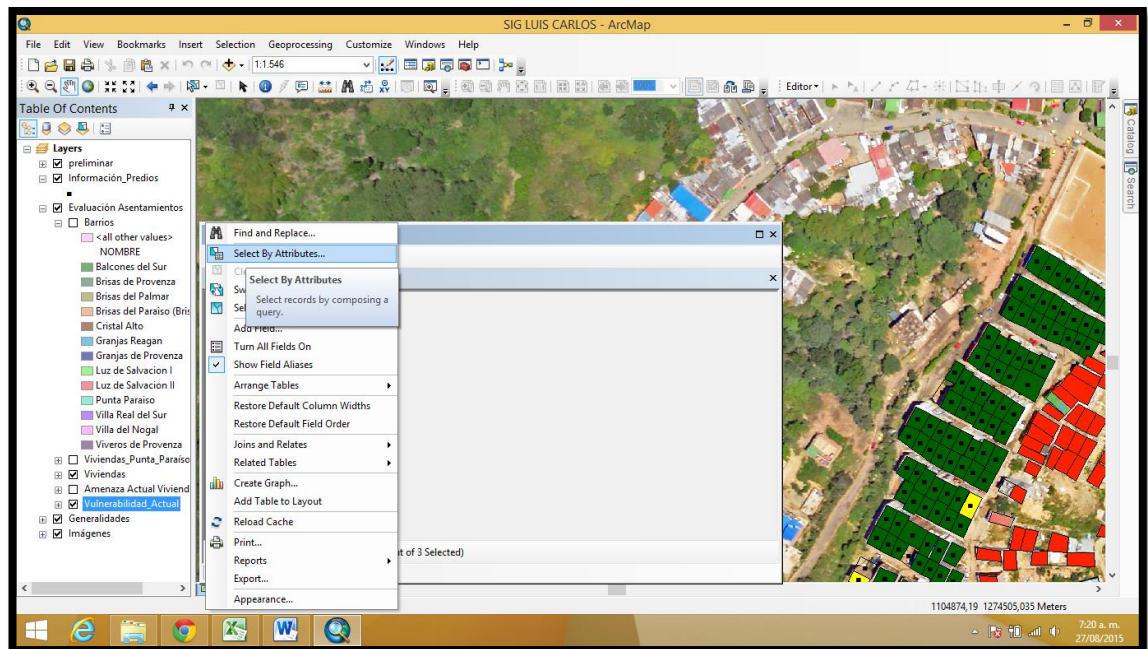 SIG LUIS CARLOS - ArcMap
File Edit View Bookmarks Insert Selection Geoprocessing Customize Windows Help
1:1.546
Editor
Table Of Contents
Layers
preliminar
Información_Predios
Evaluación Asentamientos
Barrios
<all other values>
NOMBRE
Balcones del Sur
Brisas de Provenza
Brisas del Palmar
Brisas del Paraiso (Bris
Cristal Alto
Granjas Reagan
Granjas de Provenza
Luz de Salvacion I
Luz de Salvacion II
Punta Paraiso
Villa Real del Sur
Villa del Nogal
Viveros de Provenza
Viviendas_Punta_Paraíso
Viviendas
Amenaza Actual Viviend
Vulnerabilidad_Actual
Generalidades
Imágenes
Find and Replace...
Select By Attributes...
Select By Attributes
Select records by composing a
query.
Add Field...
Turn All Fields On
Show Field Aliases
Arrange Tables
Restore Default Column Widths
Restore Default Field Order
Joins and Relates
Related Tables
Create Graph...
Add Table to Layout
Reload Cache
Print...
Reports
Export...
Appearance...
of 3 Selected)
Catalog
Search
1104874,19 1274505,035 Meters
7:20 a. m.
27/08/2015